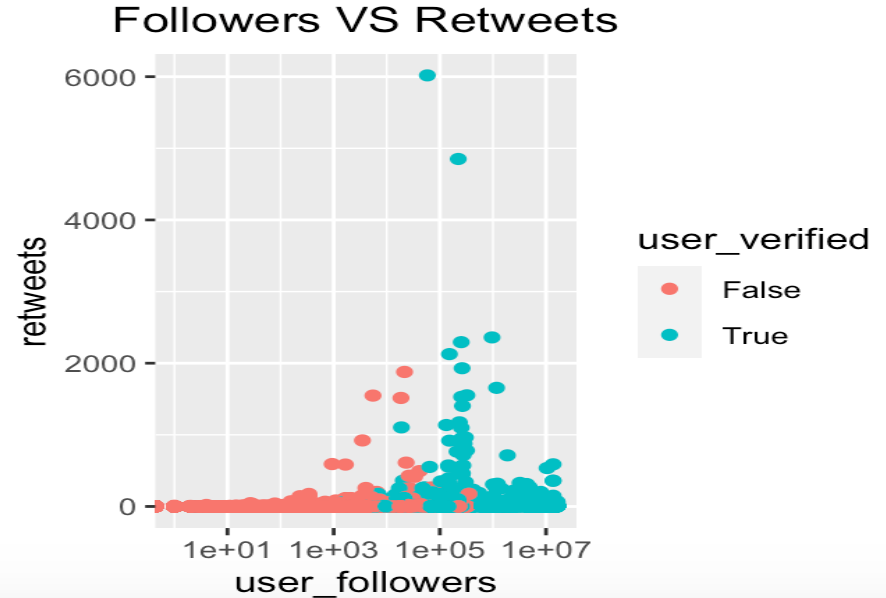 Followers VS Retweets
6000
4000
2000
0
retweets
1e+01 1e+03 1e+05 1e+07
user_followers
user_verified
False
True